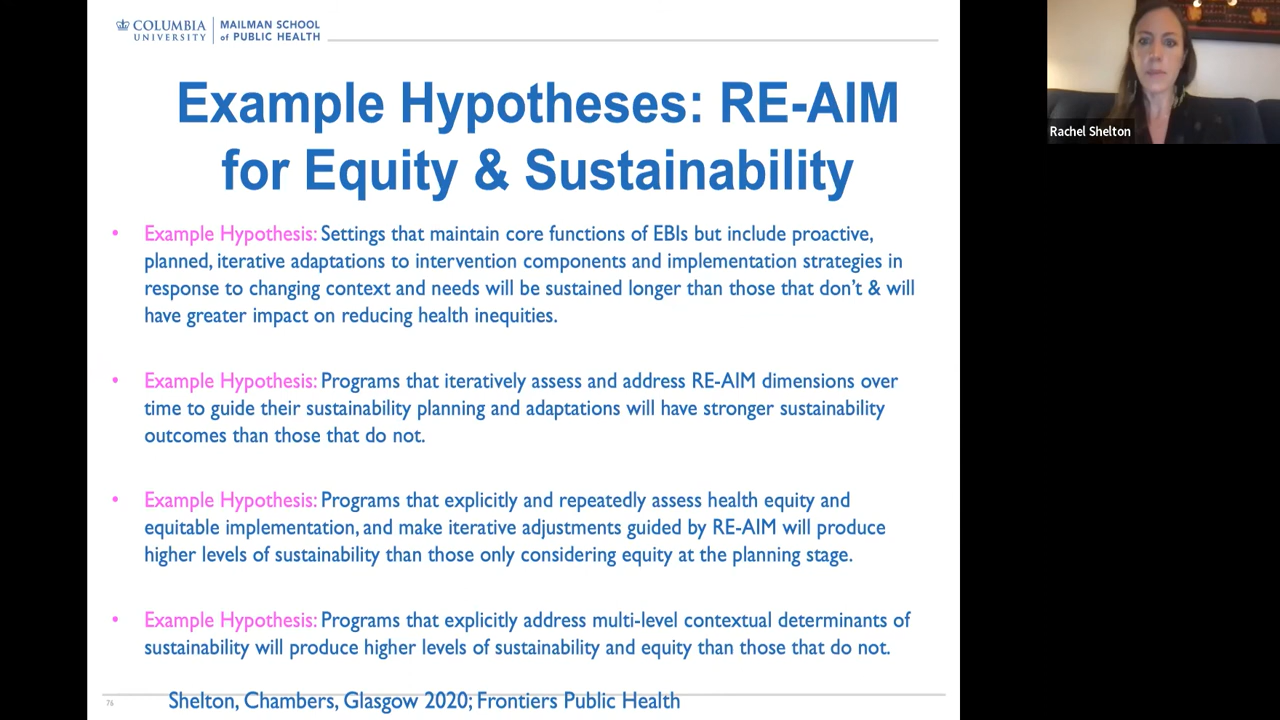 COLUMBIA UNIVERSITY
MAILMAN SCHOOL of PUBLIC HEALTH
Example Hypotheses: RE-AIM
for Equity & Sustainability
Rachel Shelton
• Example Hypothesis: Settings that maintain core functions of EBIs but include proactive,
planned, iterative adaptations to intervention components and implementation strategies in
response to changing context and needs will be sustained longer than those that don't & will
have greater impact on reducing health inequities.
• Example Hypothesis: Programs that iteratively assess and address RE-AIM dimensions over
time to guide their sustainability planning and adaptations will have stronger sustainability
outcomes than those that do not.
• Example Hypothesis: Programs that explicitly and repeatedly assess health equity and
equitable implementation, and make iterative adjustments guided by RE-AIM will produce
higher levels of sustainability than those only considering equity at the planning stage.
• Example Hypothesis: Programs that explicitly address multi-level contextual determinants of
sustainability will produce higher levels of sustainability and equity than those that do not.
76
Shelton, Chambers, Glasgow 2020; Frontiers Public Health